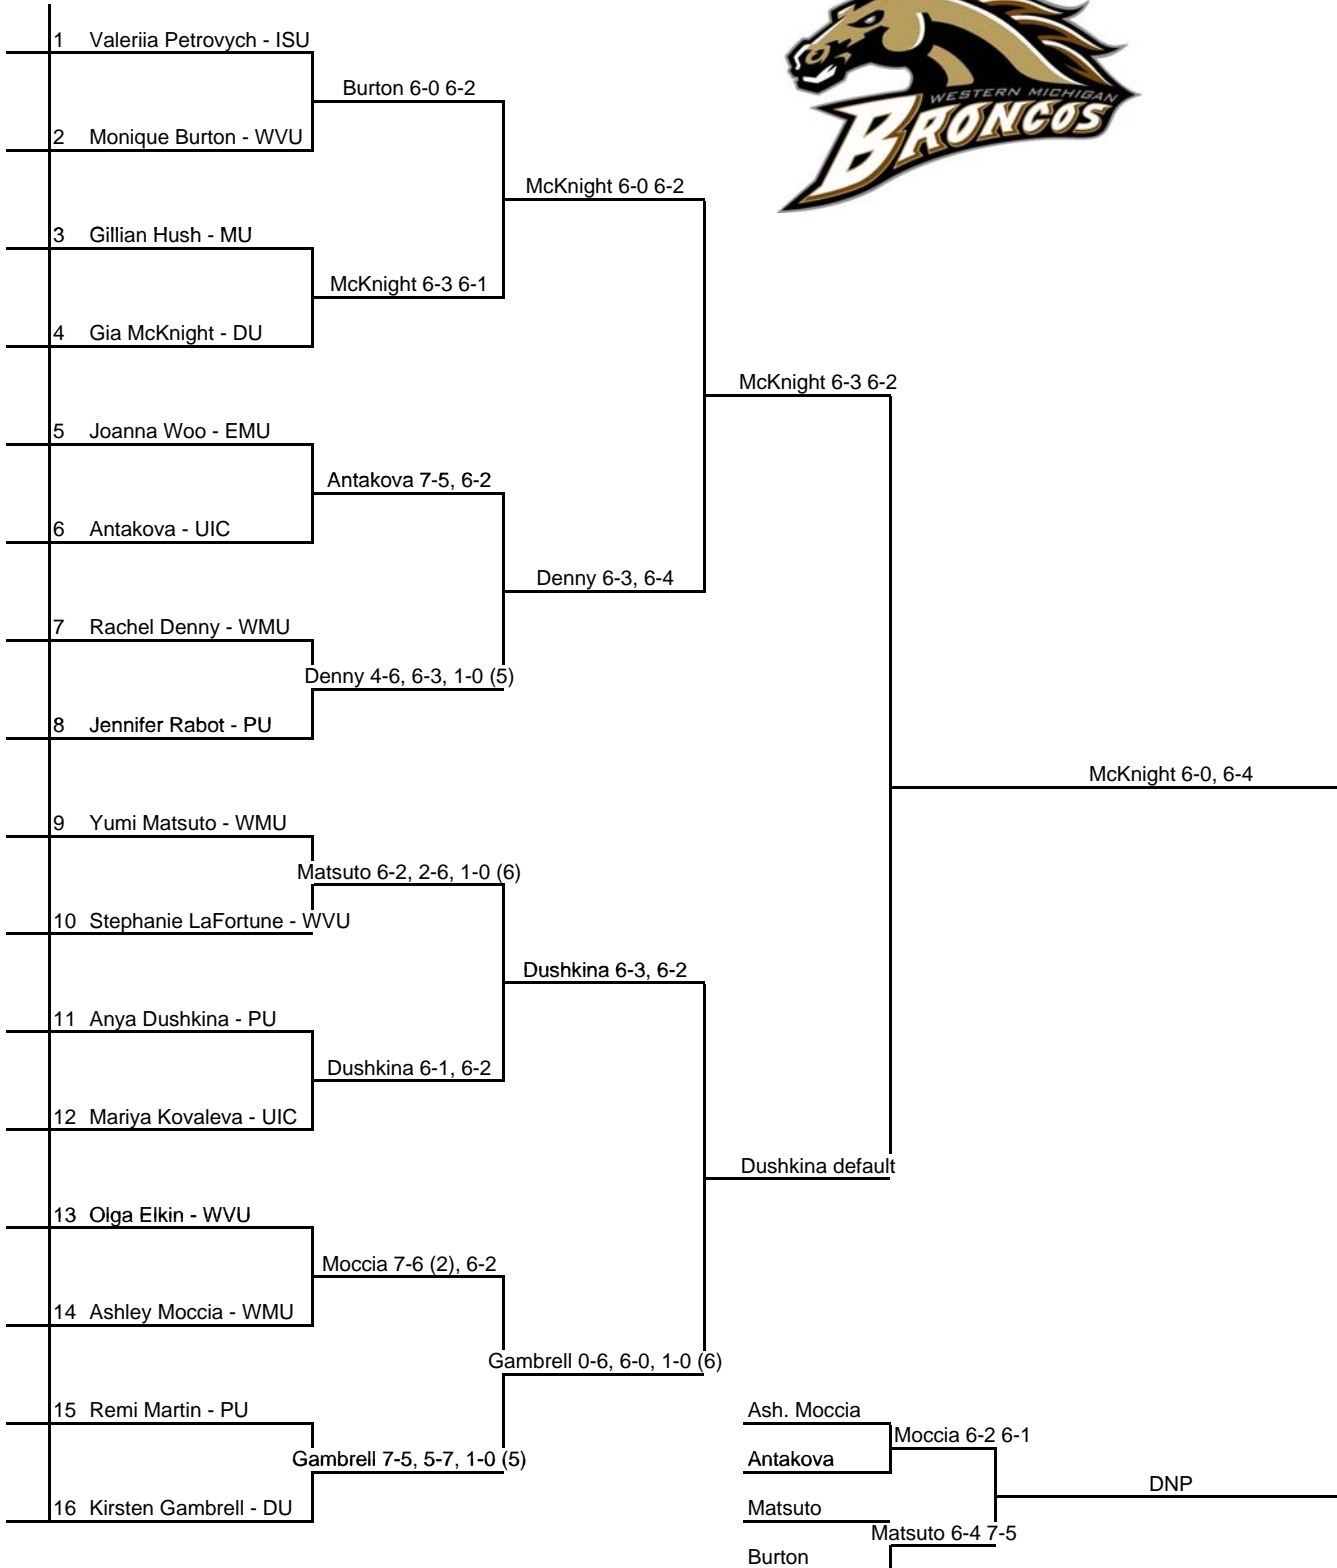 1 Valeriia Petrovych - ISU
Burton 6-0 6-2
WESTERN MICHIGAN
BRONCOS
2 Monique Burton - WVU
McKnight 6-0 6-2
3 Gillian Hush - MU
McKnight 6-3 6-1
4 Gia McKnight - DU
McKnight 6-3 6-2
5 Joanna Woo - EMU
Antakova 7-5, 6-2
6 Antakova - UIC
Denny 6-3, 6-4
7 Rachel Denny - WMU
Denny 4-6, 6-3, 1-0 (5)
8 Jennifer Rabot - PU
McKnight 6-0, 6-4
9 Yumi Matsuto - WMU
Matsuto 6-2, 2-6, 1-0 (6)
10 Stephanie LaFortune - WVU
Dushkina 6-3, 6-2
11 Anya Dushkina - PU
Dushkina 6-1, 6-2
12 Mariya Kovaleva - UIC
Dushkina default
13 Olga Elkin - WVU
Moccia 7-6 (2), 6-2
14 Ashley Moccia - WMU
Gambrell 0-6, 6-0, 1-0 (6)
15 Remi Martin - PU
Ash. Moccia
Moccia 6-2 6-1
Gambrell 7-5, 5-7, 1-0 (5)
Antakova
DNP
16 Kirsten Gambrell - DU
Matsuto
Matsuto 6-4 7-5
Burton